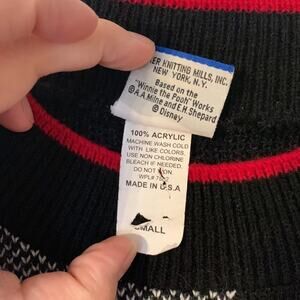 KNITTING MILLS, INC.
NEW YORK, N.Y.
Based on the
"Winnie the Pooh" Works
©A.A.Milne and E.H.Shepard
© Disney
100% ACRYLIC
MACHINE WASH COLD
WITH LIKE COLORS.
USE NON CHLORINE
BLEACH IF NEEDED.
DO NOT
WPL#
MADE IN U.S.A
SMALL